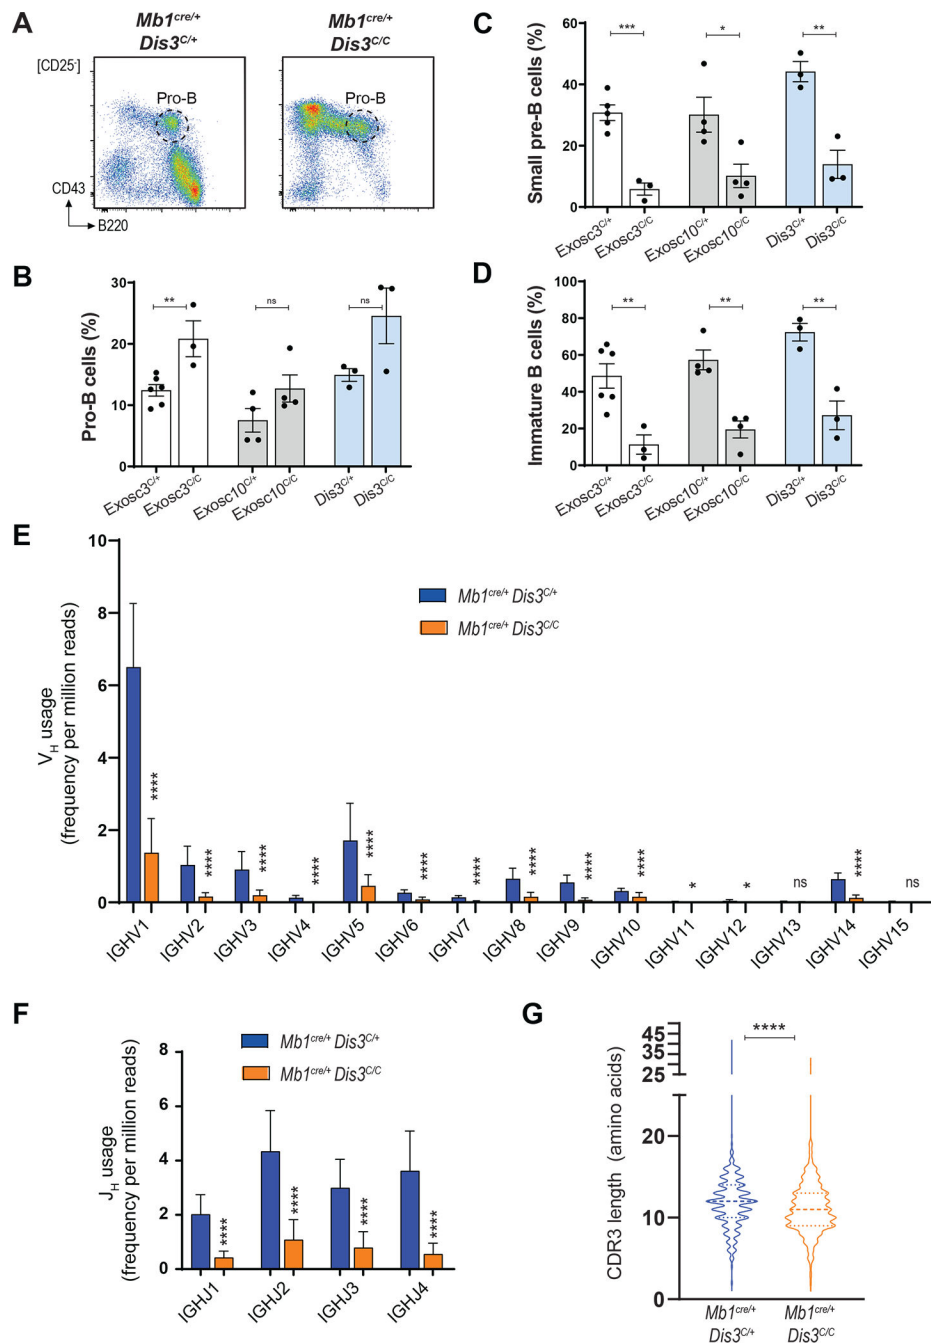 A
Mb1cre/+
Dis3C/+
Mb1cre/+
Dis3C/C
[CD25-]
Pro-B
Pro-B
CD43
B220
B
Pro-B cells (%)
30
20
10
0
** ns ns
Exosc3C/+
Exosc3C/C
Exosc10C/+
Exosc10C/C
Dis3C/+
Dis3C/C
C
Small pre-B cells (%)
60
40
20
0
*** * **
Exosc3C/+
Exosc3C/C
Exosc10C/+
Exosc10C/C
Dis3C/+
Dis3C/C
D
Immature B cells (%)
100
80
60
40
20
0
** ** **
Exosc3C/+
Exosc3C/C
Exosc10C/+
Exosc10C/C
Dis3C/+
Dis3C/C
E
VH usage
(frequency per million reads)
10
8
6
4
2
0
Mb1cre/+ Dis3C/+
Mb1cre/+ Dis3C/C
**** **** **** **** **** **** **** **** **** **** * * ns **** ns
IGHV1
IGHV2
IGHV3
IGHV4
IGHV5
IGHV6
IGHV7
IGHV8
IGHV9
IGHV10
IGHV11
IGHV12
IGHV13
IGHV14
IGHV15
F
JH usage
(frequency per million reads)
8
6
4
2
0
Mb1cre/+ Dis3C/+
Mb1cre/+ Dis3C/C
**** **** **** ****
IGHJ1
IGHJ2
IGHJ3
IGHJ4
G
CDR3 length (amino acids)
45
35
25
20
10
0
****
Mb1cre/+
Dis3C/+
Mb1cre/+
Dis3C/C